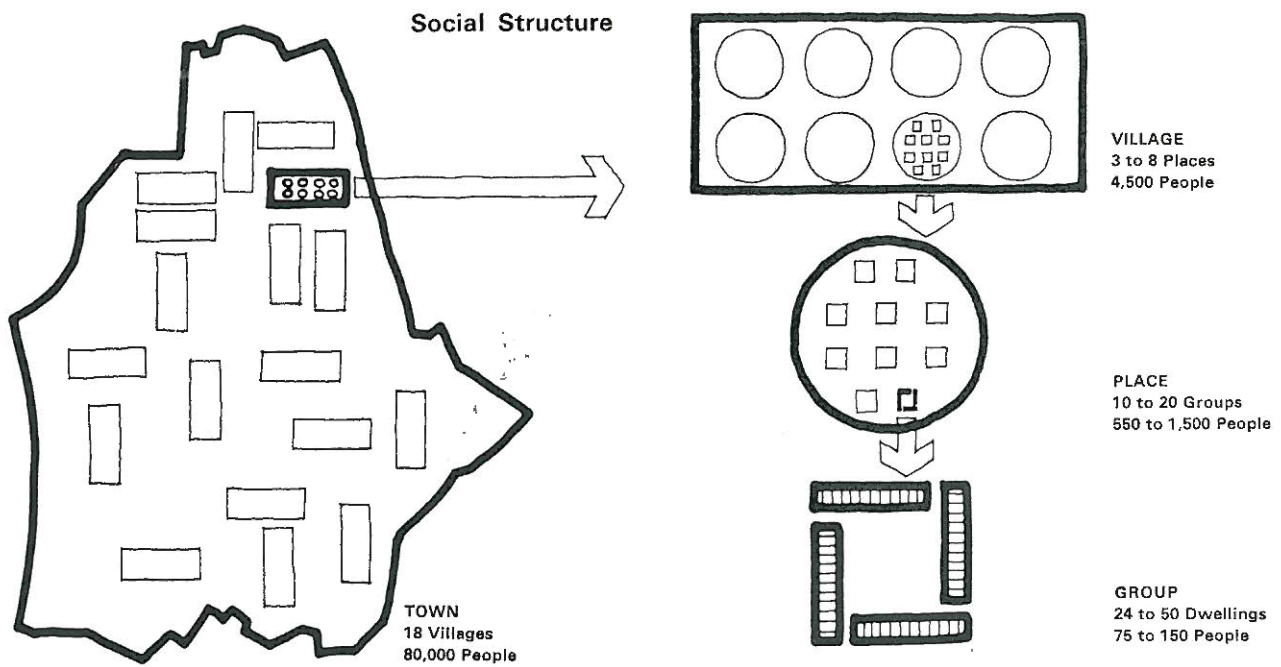 Social Structure
VILLAGE
3 to 8 Places
4,500 People
PLACE
10 to 20 Groups
550 to 1,500 People
GROUP
24 to 50 Dwellings
75 to 150 People
TOWN
18 Villages
80,000 People